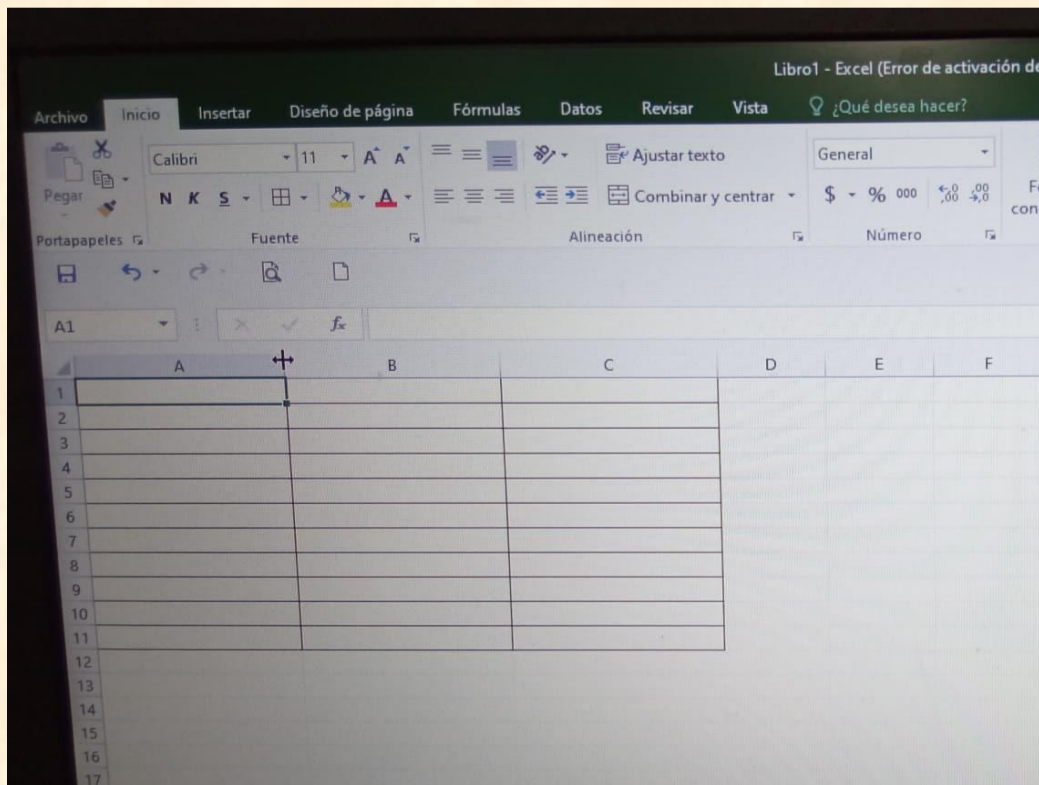 Libro1 - Excel (Error de activación de
Archivo Inicio Insertar Diseño de página Fórmulas Datos Revisar Vista ¿Qué desea hacer?
Pegar
Calibri 11 A A Ajustar texto General
N K S A Combinar y centrar $ % 000 ,00 ,0
Portapapeles Fuente Alineación Número
A1 fx
A B C D E F
1
2
3
4
5
6
7
8
9
10
11
12
13
14
15
16
17